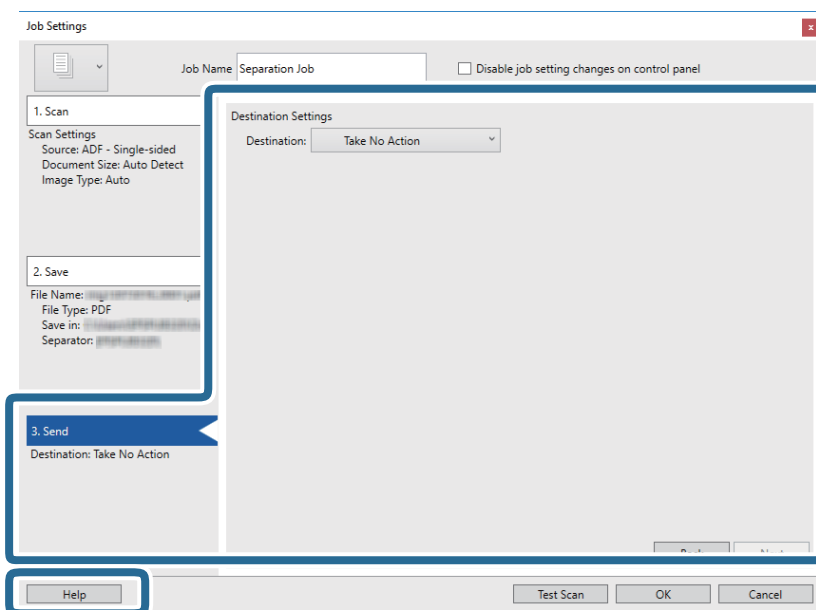 Job Settings
x
Job Name Separation Job
Disable job setting changes on control panel
1. Scan
Scan Settings
Source: ADF - Single-sided
Document Size: Auto Detect
Image Type: Auto
Destination Settings
Destination: Take No Action
2. Save
File Name:
File Type: PDF
Save in:
Separator:
3. Send
Destination: Take No Action
Help
Test Scan
OK
Cancel